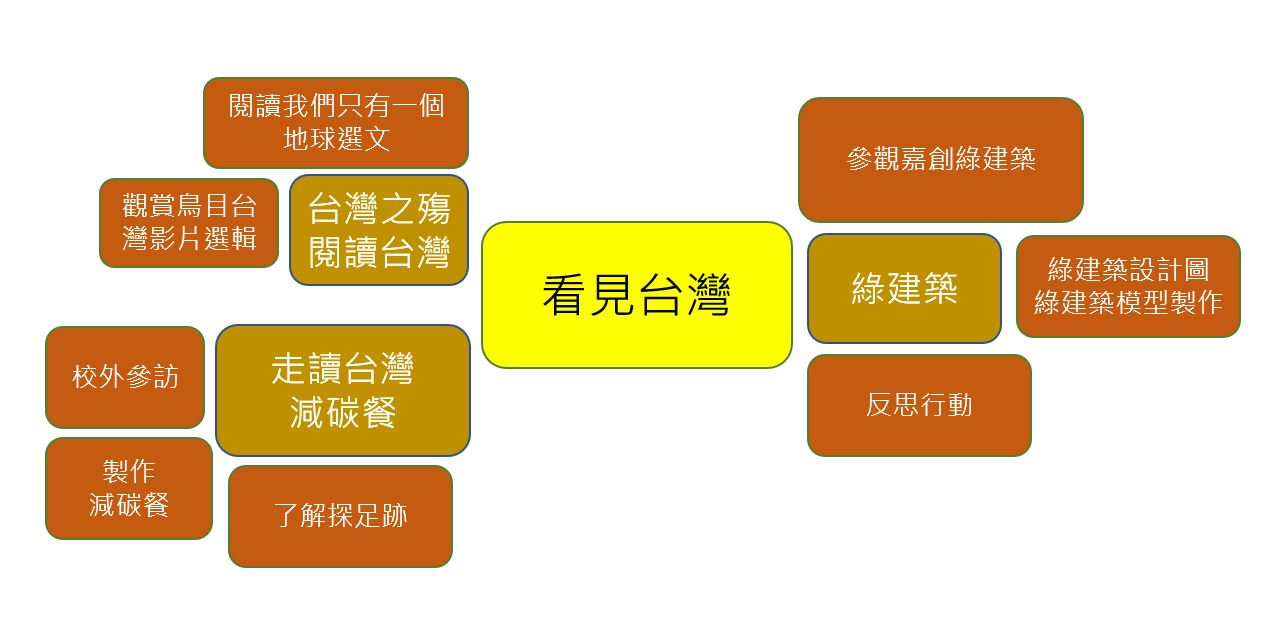 閱讀我們只有一個
地球選文
觀賞鳥目台
灣影片選輯
台灣之殤
閱讀台灣
看見台灣
參觀嘉創綠建築
綠建築
綠建築設計圖
綠建築模型製作
反思行動
走讀台灣
減碳餐
校外參訪
製作
減碳餐
了解探足跡